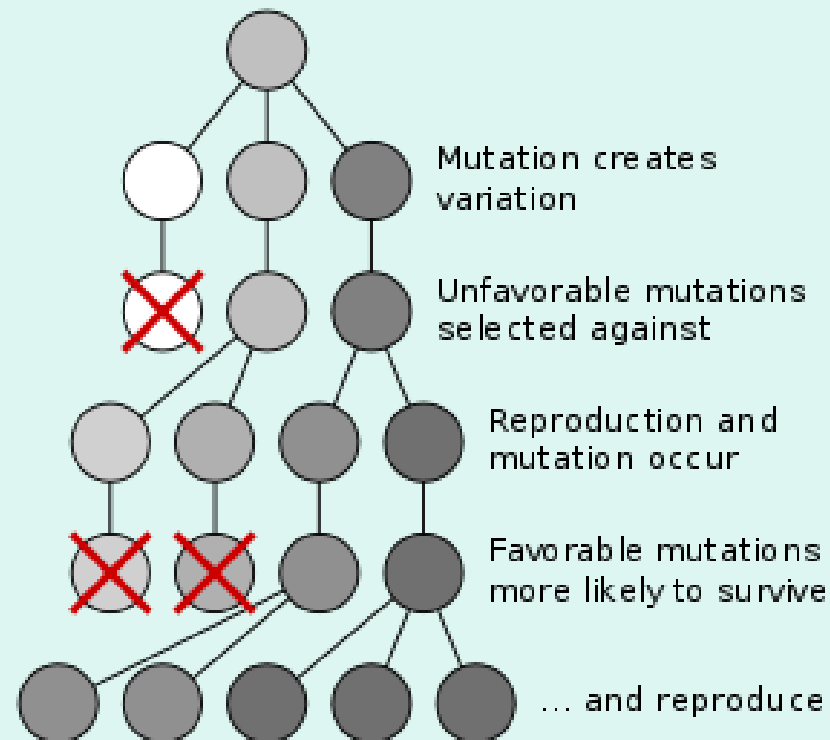 Mutation creates
variation
Unfavorable mutations
selected against
Reproduction and
mutation occur
Favorable mutations
more likely to survive
... and reproduce